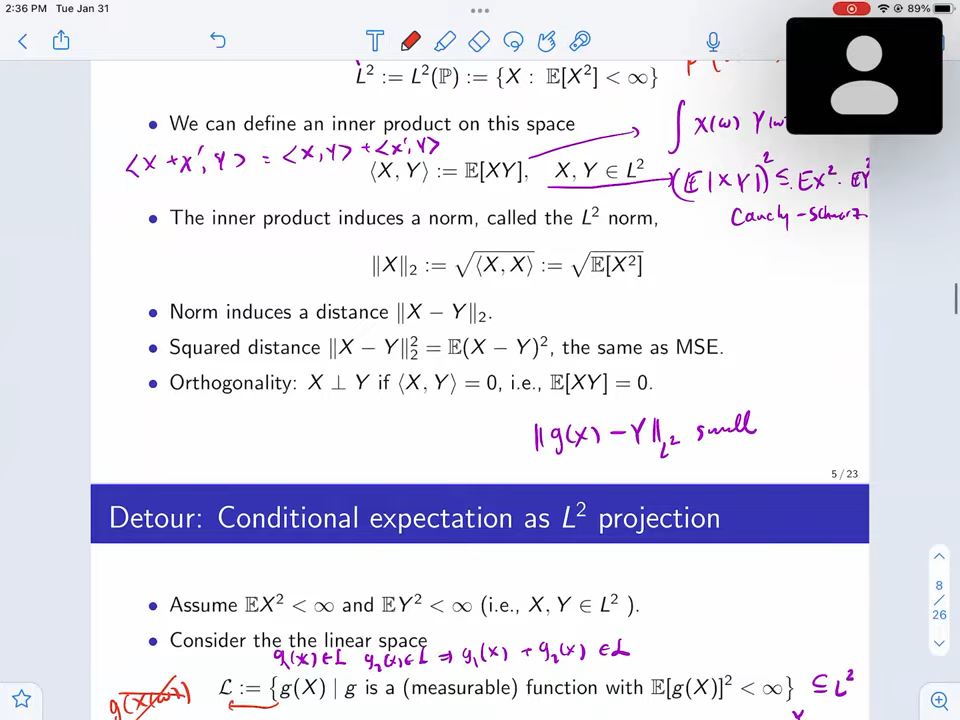 2:36 PM Tue Jan 31
89%
L² := L²(ℙ) := {X : 𝔼[X²] < ∞}
• We can define an inner product on this space
∫ X(ω) Y(ω
⟨X + X', Y⟩ = ⟨X, Y⟩ + ⟨X', Y⟩
⟨X, Y⟩ := 𝔼[XY], X, Y ∈ L²
(𝔼|XY|)² ≤ EX² · EY²
Cauchy-Schwarz
• The inner product induces a norm, called the L² norm,
‖X‖₂ := √⟨X, X⟩ := √𝔼[X²]
• Norm induces a distance ‖X − Y‖₂.
• Squared distance ‖X − Y‖₂² = 𝔼(X − Y)², the same as MSE.
• Orthogonality: X ⊥ Y if ⟨X, Y⟩ = 0, i.e., 𝔼[XY] = 0.
‖g(X) − Y‖_L² small
5 / 23
Detour: Conditional expectation as L² projection
• Assume 𝔼X² < ∞ and 𝔼Y² < ∞ (i.e., X, Y ∈ L² ).
• Consider the the linear space
g₁(X) ∈ L g₂(X) ∈ L ⇒ g₁(X) + g₂(X) ∈ L
ℒ := {g(X) | g is a (measurable) function with 𝔼[g(X)]² < ∞} ⊆ L²
8
/
26